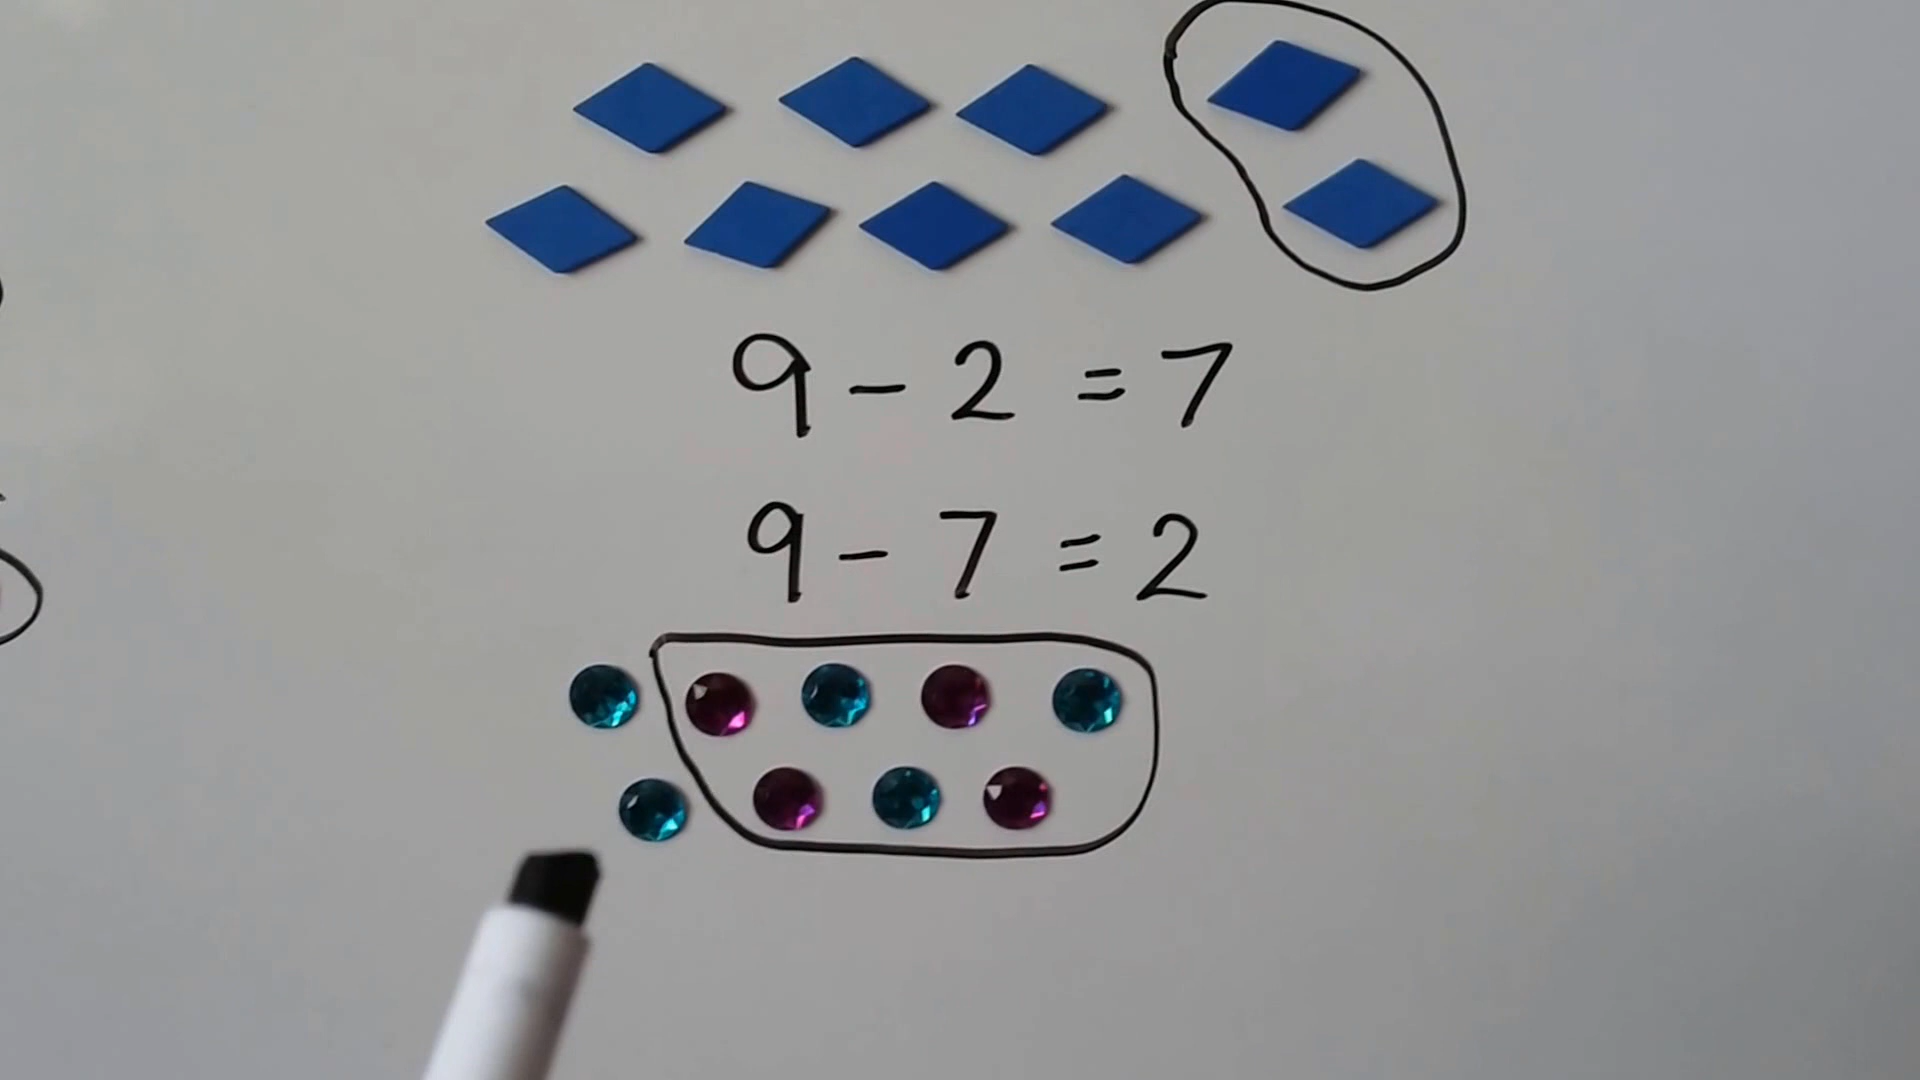 9 - 2 = 7
9 - 7 = 2